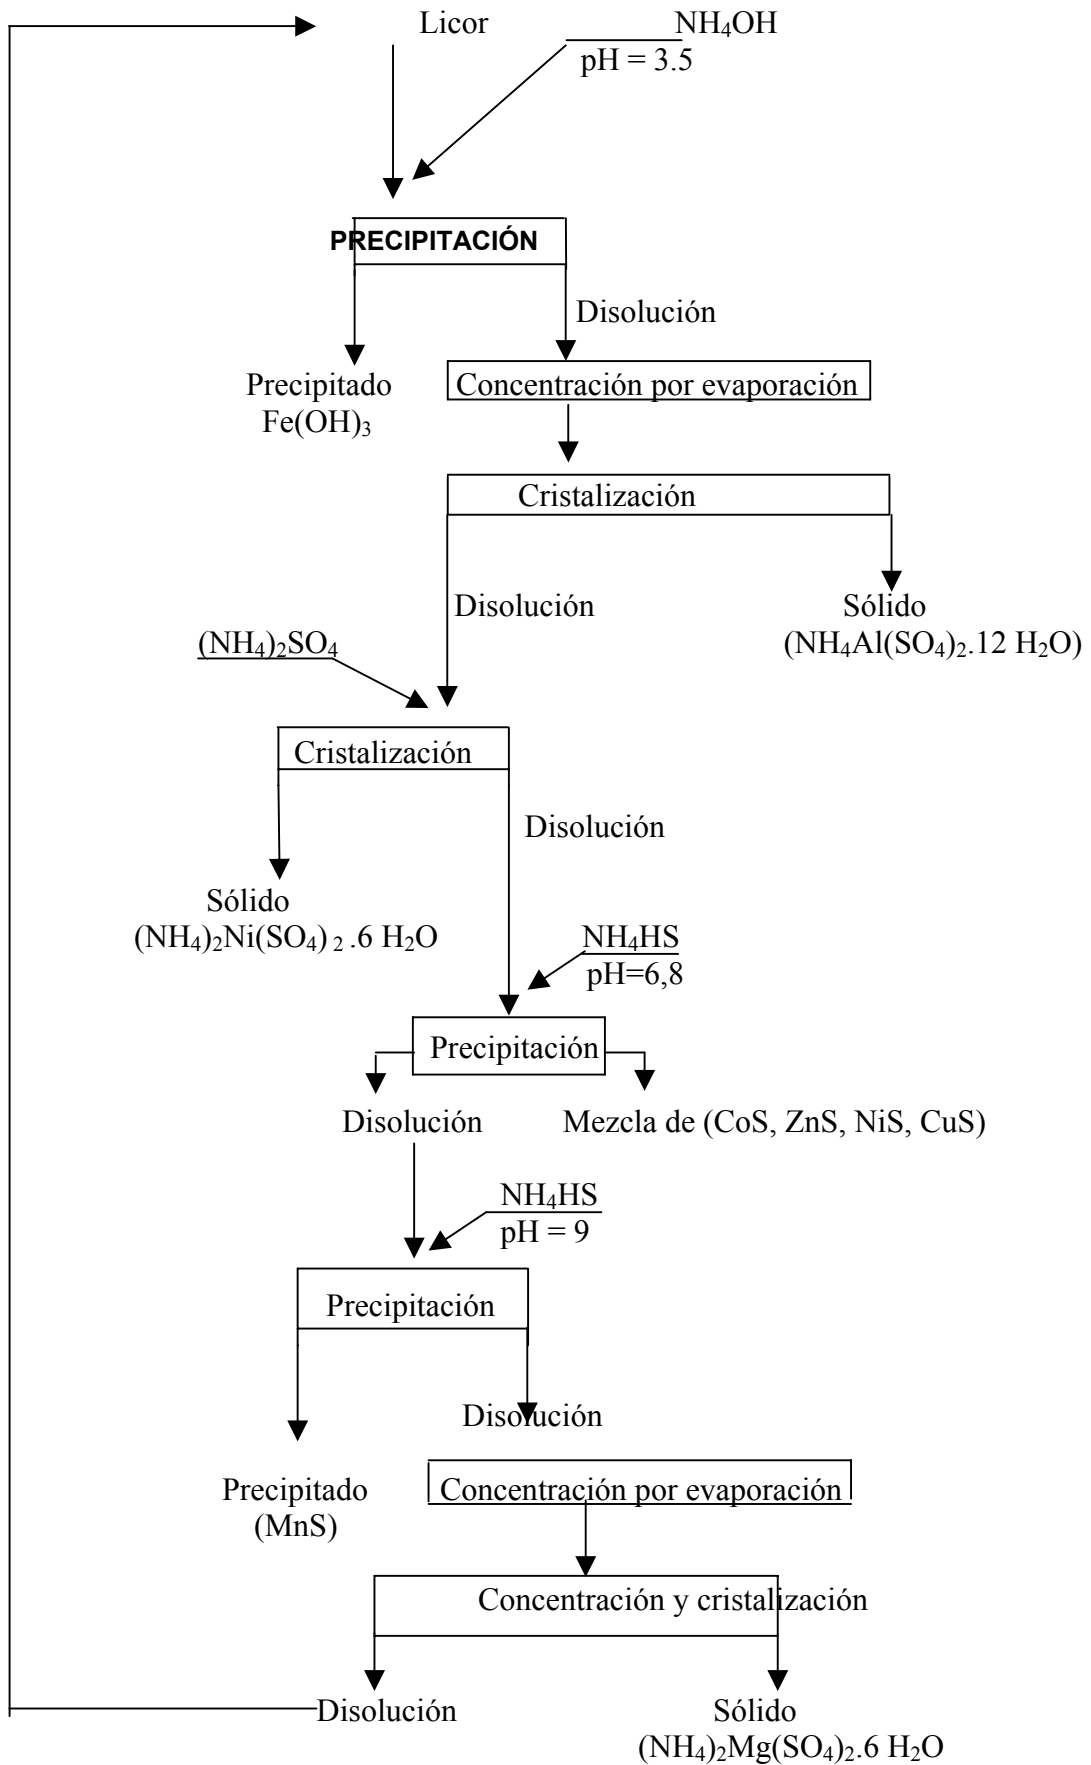 Licor
NH₄OH
pH = 3.5
PRECIPITACIÓN
Disolución
Precipitado
Fe(OH)₃
Concentración por evaporación
Cristalización
Disolución
Sólido
(NH₄Al(SO₄)₂.12 H₂O)
(NH₄)₂SO₄
Cristalización
Disolución
Sólido
(NH₄)₂Ni(SO₄) ₂ .6 H₂O
NH₄HS
pH=6,8
Precipitación
Disolución
Mezcla de (CoS, ZnS, NiS, CuS)
NH₄HS
pH = 9
Precipitación
Disolución
Precipitado
(MnS)
Concentración por evaporación
Concentración y cristalización
Disolución
Sólido
(NH₄)₂Mg(SO₄)₂.6 H₂O